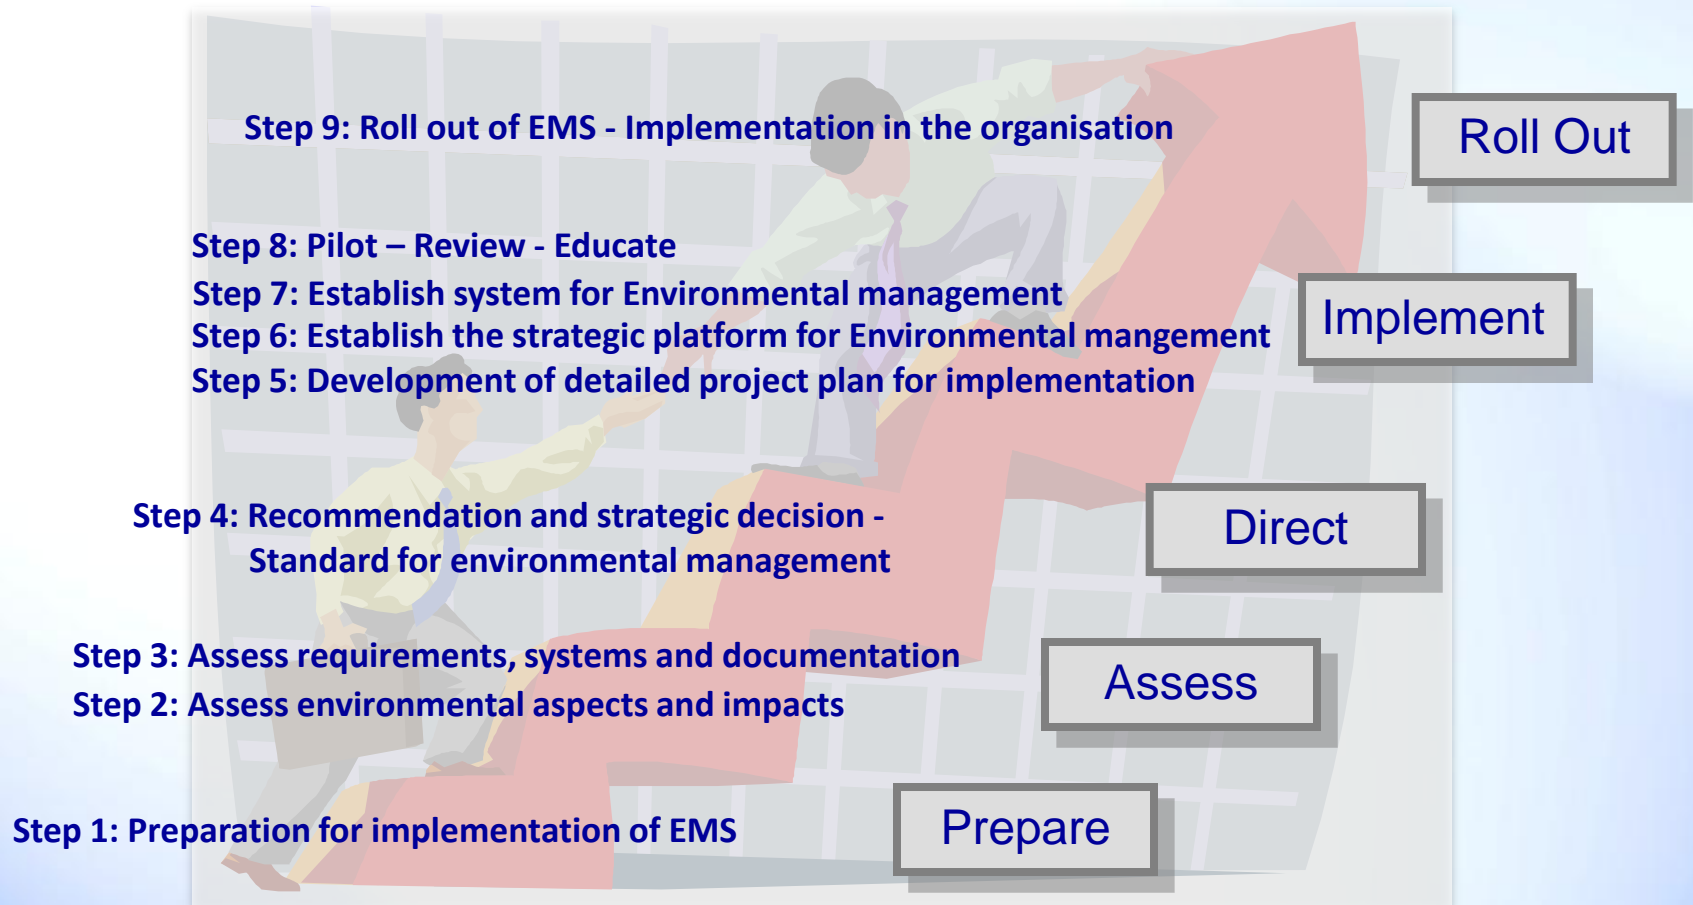 Step 9: Roll out of EMS - Implementation in the organisation
Roll Out
Step 8: Pilot – Review - Educate
Step 7: Establish system for Environmental management
Step 6: Establish the strategic platform for Environmental mangement
Step 5: Development of detailed project plan for implementation
Implement
Step 4: Recommendation and strategic decision -
Standard for environmental management
Direct
Step 3: Assess requirements, systems and documentation
Step 2: Assess environmental aspects and impacts
Assess
Step 1: Preparation for implementation of EMS
Prepare